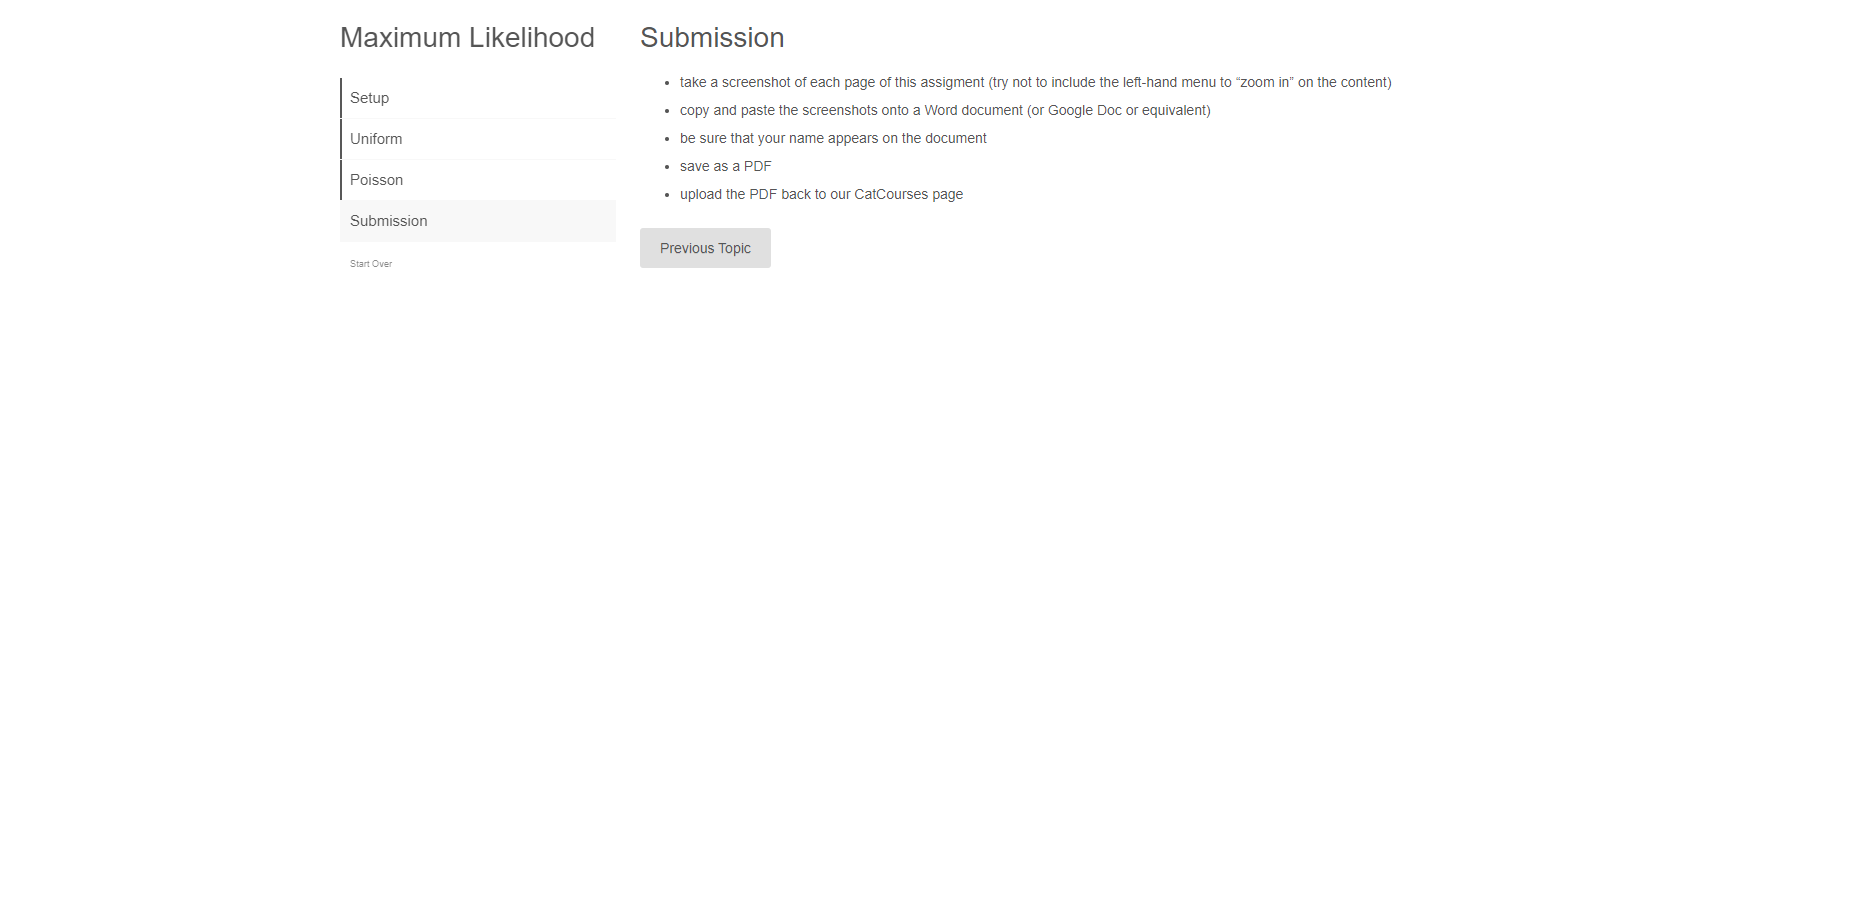 Maximum Likelihood
Setup
Uniform
Poisson
Submission
Start Over
Submission
take a screenshot of each page of this assigment (try not to include the left-hand menu to “zoom in” on the content)
copy and paste the screenshots onto a Word document (or Google Doc or equivalent)
be sure that your name appears on the document
save as a PDF
upload the PDF back to our CatCourses page
Previous Topic